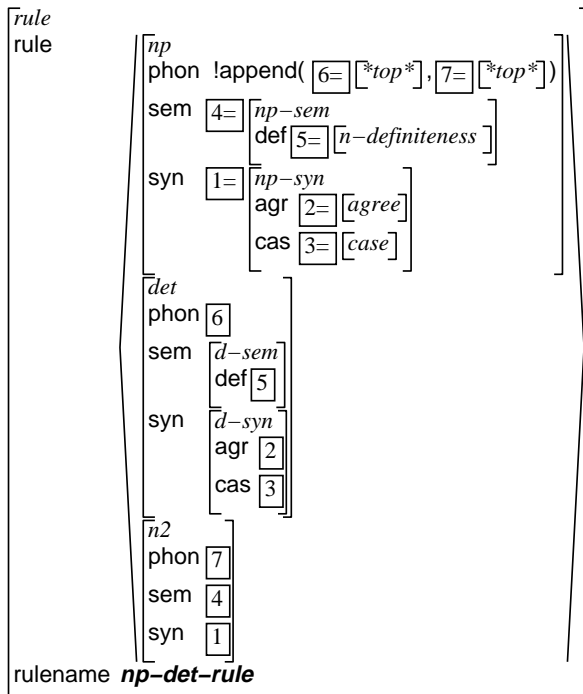 rule
rule np
phon !append( 6= *top* , 7= *top* )
sem 4= np−sem
def 5= n−definiteness
syn 1= np−syn
agr 2= agree
cas 3= case
det
phon 6
sem d−sem
def 5
syn d−syn
agr 2
cas 3
n2
phon 7
sem 4
syn 1
rulename np−det−rule